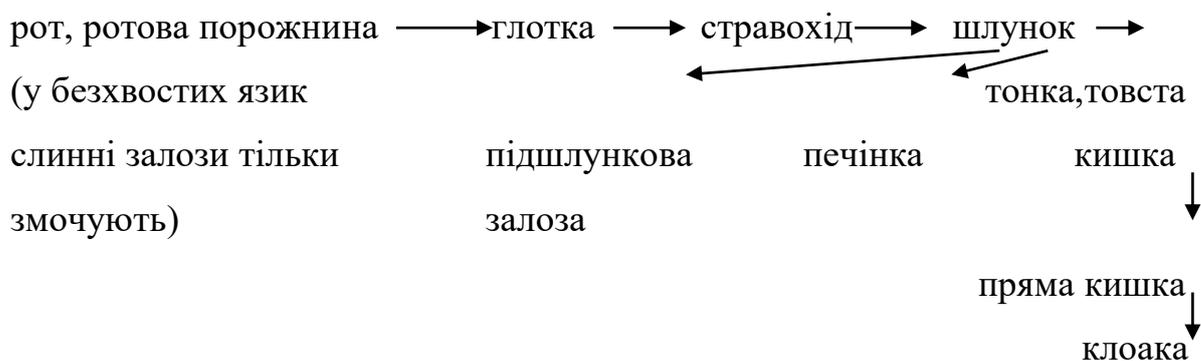 рот, ротова порожнина глотка стравохід шлунок
(у безхвостих язик тонка,товста
слинні залози тільки підшлункова печінка кишка
змочують) залоза
пряма кишка
клоака